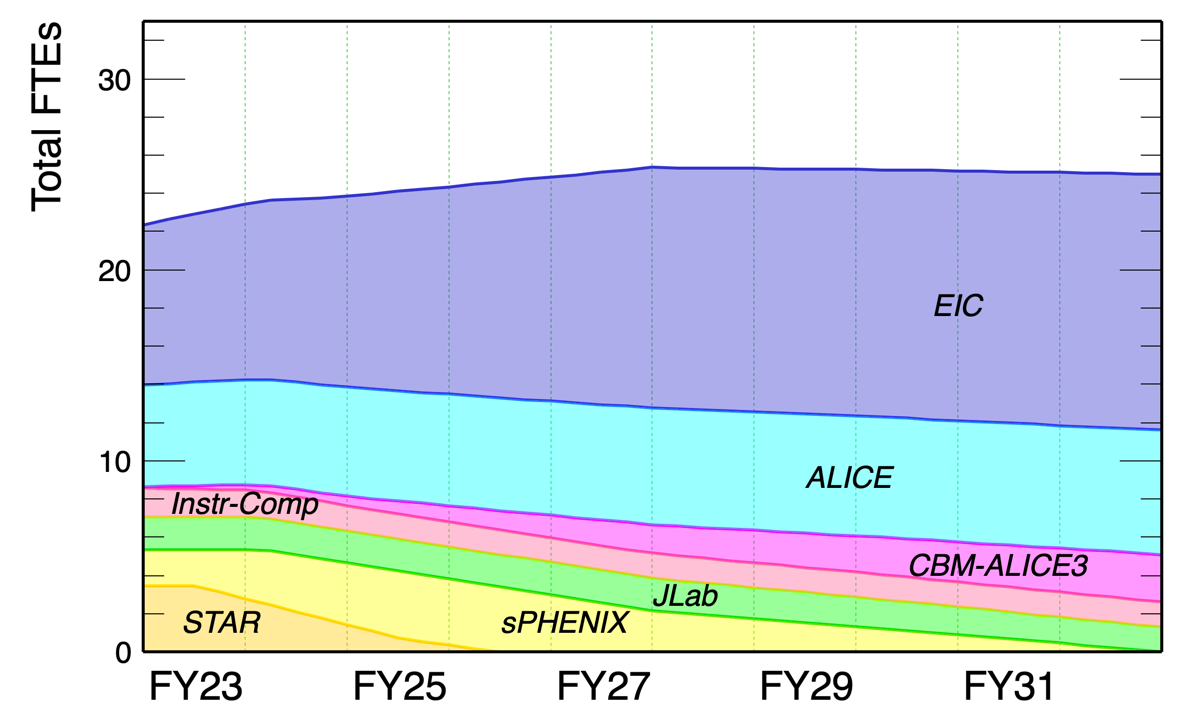 Total FTEs
30
20
10
0
EIC
ALICE
Instr-Comp
CBM-ALICE3
JLab
STAR
sPHENIX
FY23 FY25 FY27 FY29 FY31